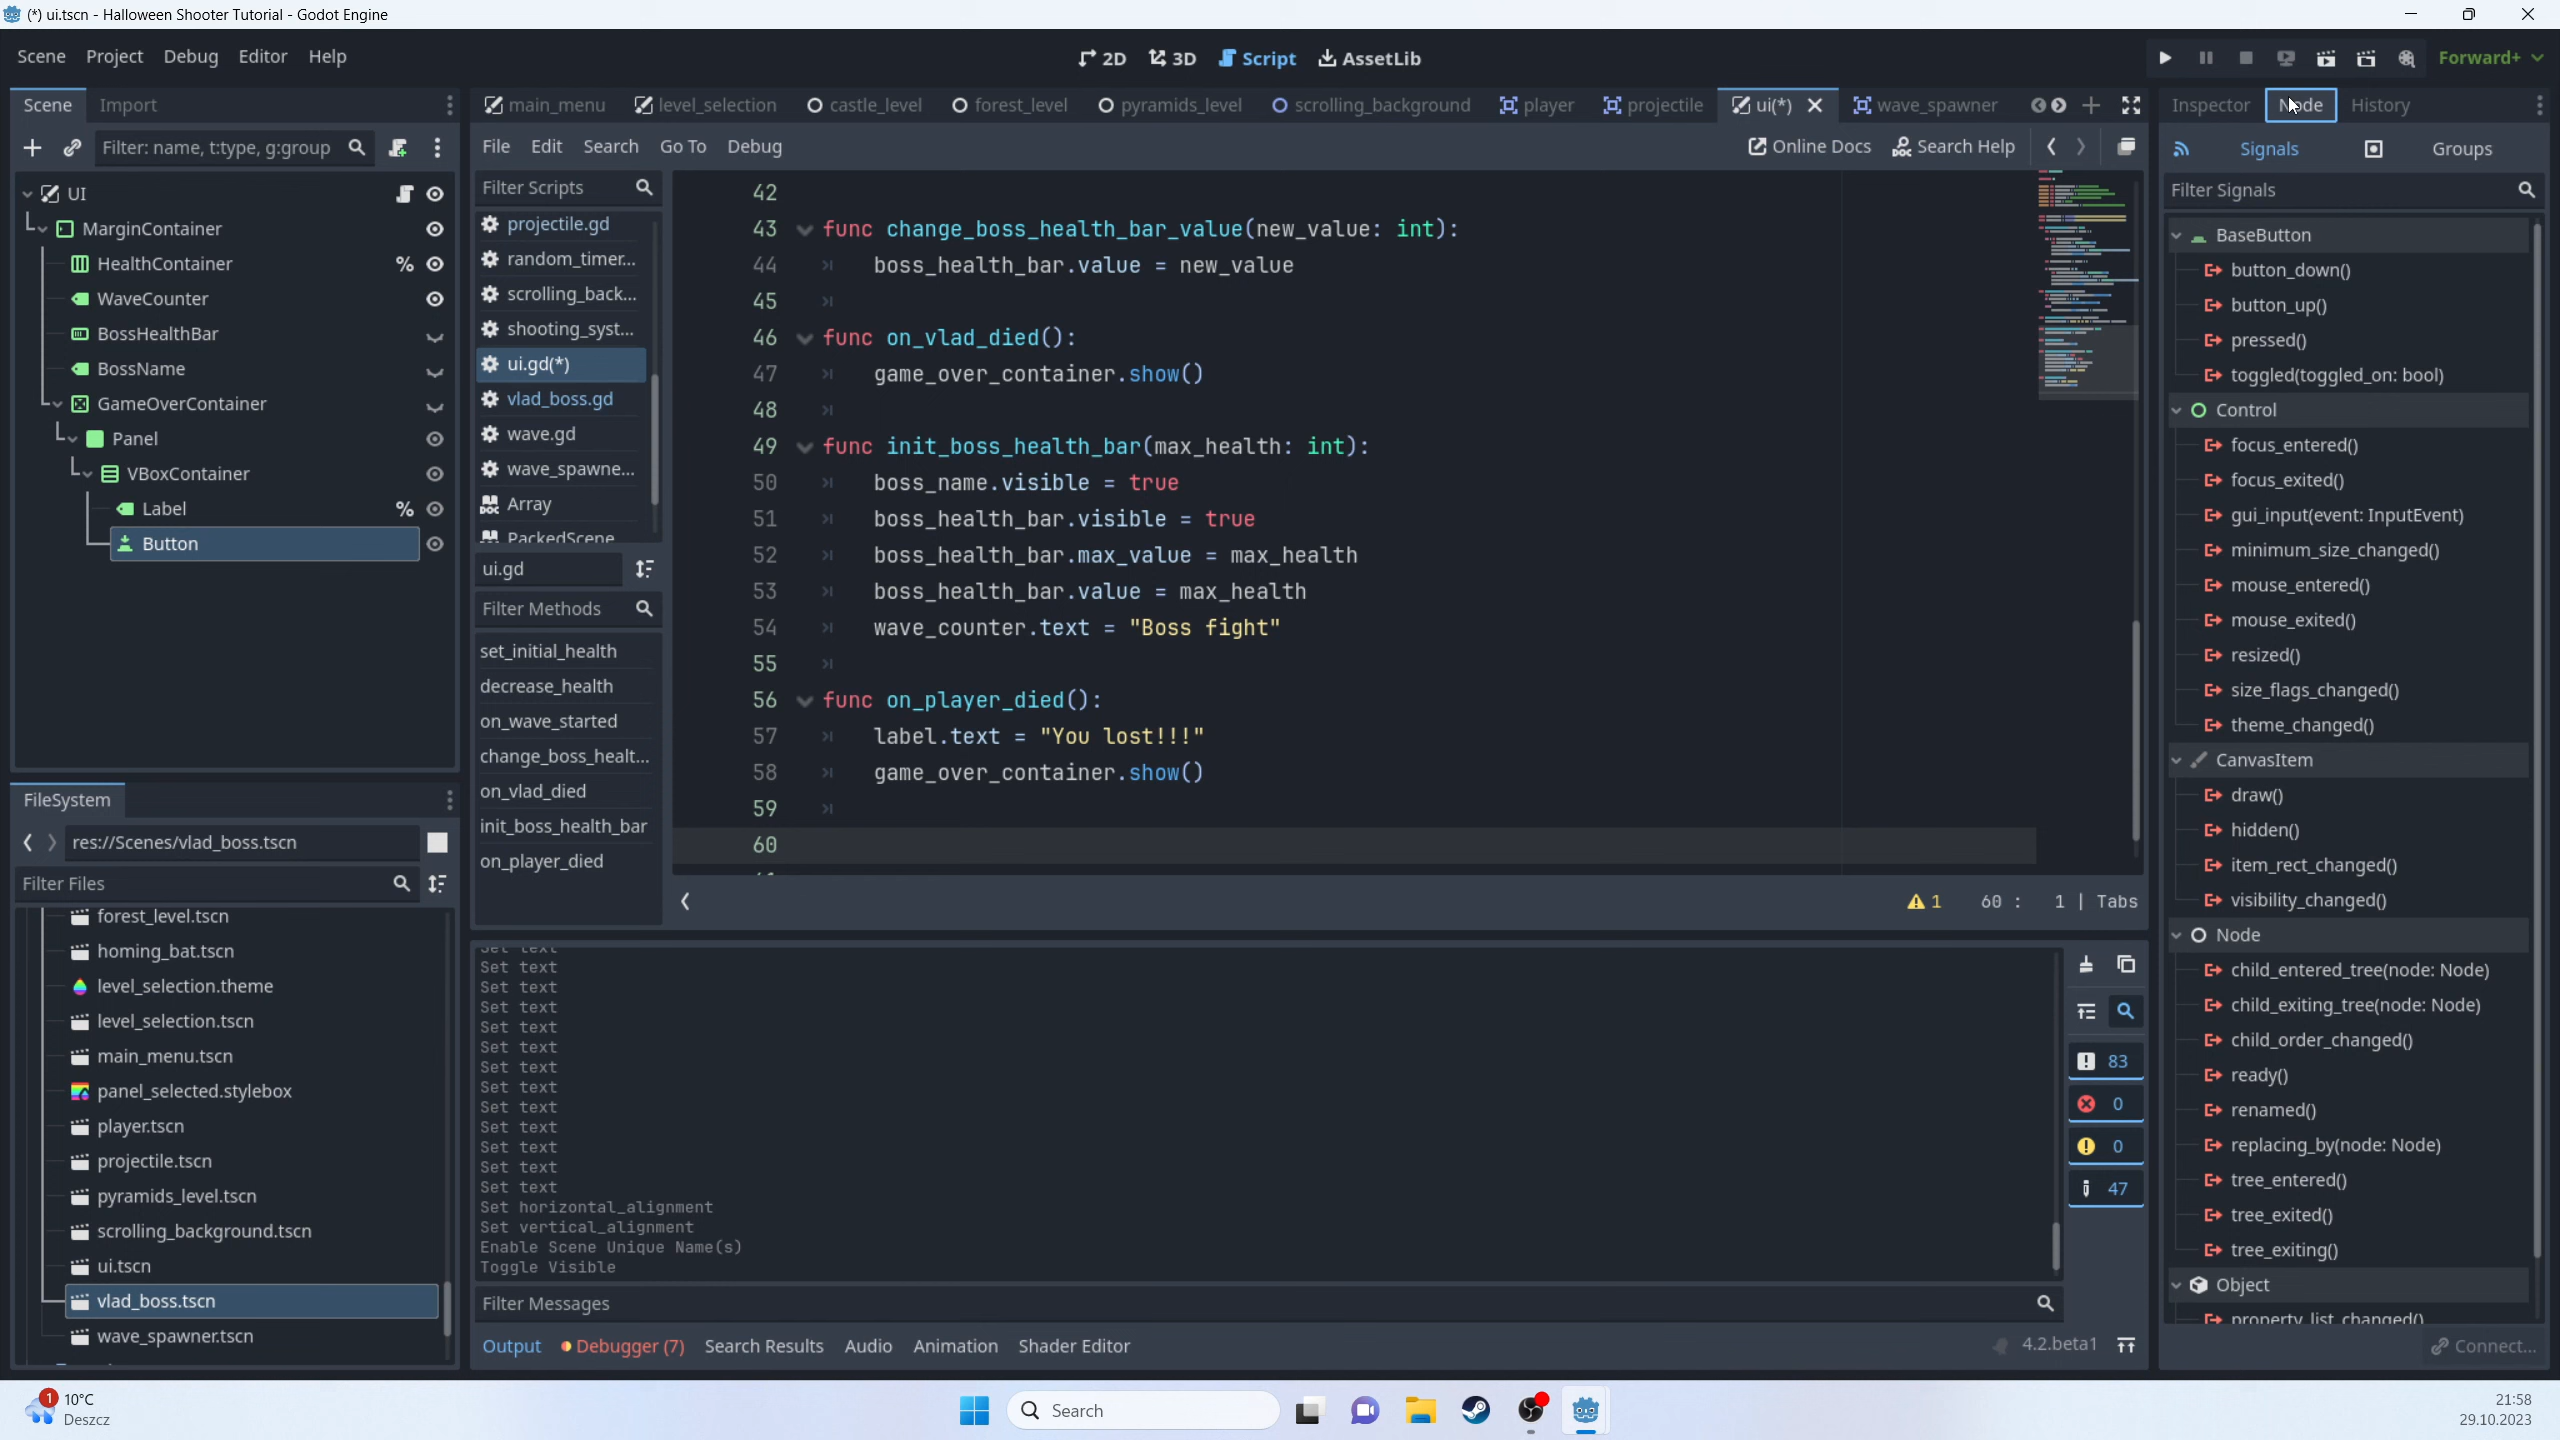 (*) ui.tscn - Halloween Shooter Tutorial - Godot Engine
Scene Project Debug Editor Help
2D 3D Script AssetLib
Forward+
Scene Import
main_menu level_selection castle_level forest_level pyramids_level scrolling_background player projectile ui(*) wave_spawner
Inspector Node History
Filter: name, t:type, g:group
File Edit Search Go To Debug
Online Docs Search Help
Signals Groups
UI
MarginContainer
HealthContainer
WaveCounter
BossHealthBar
BossName
GameOverContainer
Panel
VBoxContainer
Label
Button
FileSystem
res://Scenes/vlad_boss.tscn
Filter Files
forest_level.tscn
homing_bat.tscn
level_selection.theme
level_selection.tscn
main_menu.tscn
panel_selected.stylebox
player.tscn
projectile.tscn
pyramids_level.tscn
scrolling_background.tscn
ui.tscn
vlad_boss.tscn
wave_spawner.tscn
Filter Scripts
projectile.gd
random_timer...
scrolling_back...
shooting_syst...
ui.gd(*)
vlad_boss.gd
wave.gd
wave_spawne...
Array
PackedScene
ui.gd
Filter Methods
set_initial_health
decrease_health
on_wave_started
change_boss_healt...
on_vlad_died
init_boss_health_bar
on_player_died
42
43 func change_boss_health_bar_value(new_value: int):
44 boss_health_bar.value = new_value
45
46 func on_vlad_died():
47 game_over_container.show()
48
49 func init_boss_health_bar(max_health: int):
50 boss_name.visible = true
51 boss_health_bar.visible = true
52 boss_health_bar.max_value = max_health
53 boss_health_bar.value = max_health
54 wave_counter.text = "Boss fight"
55
56 func on_player_died():
57 label.text = "You lost!!!"
58 game_over_container.show()
59
60
1 60 : 1 | Tabs
Set text
Set text
Set text
Set text
Set text
Set text
Set text
Set text
Set text
Set text
Set text
Set text
Set text
Set horizontal_alignment
Set vertical_alignment
Enable Scene Unique Name(s)
Toggle Visible
83
0
0
47
Filter Messages
Output Debugger (7) Search Results Audio Animation Shader Editor
4.2.beta1
Filter Signals
BaseButton
button_down()
button_up()
pressed()
toggled(toggled_on: bool)
Control
focus_entered()
focus_exited()
gui_input(event: InputEvent)
minimum_size_changed()
mouse_entered()
mouse_exited()
resized()
size_flags_changed()
theme_changed()
CanvasItem
draw()
hidden()
item_rect_changed()
visibility_changed()
Node
child_entered_tree(node: Node)
child_exiting_tree(node: Node)
child_order_changed()
ready()
renamed()
replacing_by(node: Node)
tree_entered()
tree_exited()
tree_exiting()
Object
property_list_changed()
Connect...
1
10°C
Deszcz
Search
21:58
29.10.2023